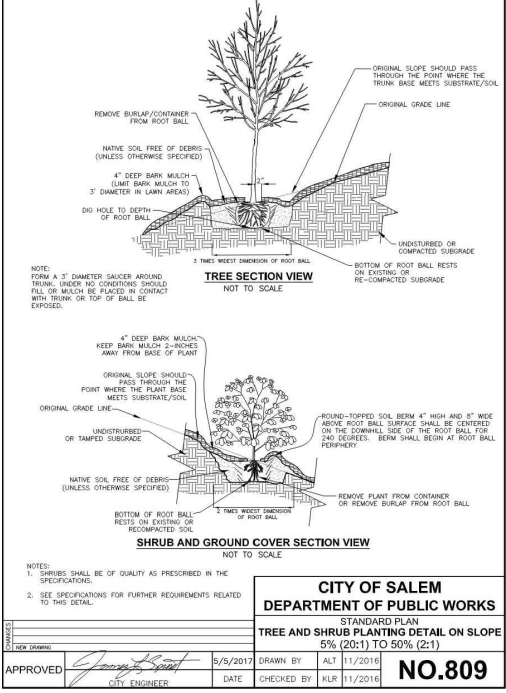 ORIGINAL SLOPE SHOULD PASS
THROUGH THE POINT WHERE THE
TRUNK BASE MEETS SUBSTRATE/SOIL
ORIGINAL GRADE LINE
REMOVE BURLAP/CONTAINER
FROM ROOT BALL
NATIVE SOIL FREE OF DEBRIS
(UNLESS OTHERWISE SPECIFIED)
4" DEEP BARK MULCH
(LIMIT BARK MULCH TO
3' DIAMETER IN LAWN AREAS)
2"
DIG HOLE TO DEPTH
OF ROOT BALL
UNDISTURBED OR
COMPACTED SUBGRADE
3 TIMES WIDEST DIMENSION OF ROOT BALL
BOTTOM OF ROOT BALL RESTS
ON EXISTING OR
RE-COMPACTED SUBGRADE
TREE SECTION VIEW
NOT TO SCALE
NOTE:
FORM A 3' DIAMETER SAUCER AROUND
TRUNK. UNDER NO CONDITIONS SHOULD
FILL OR MULCH BE PLACED IN CONTACT
WITH TRUNK OR TOP OF BALL BE
EXPOSED.
4" DEEP BARK MULCH.
KEEP BARK MULCH 2-INCHES
AWAY FROM BASE OF PLANT
ORIGINAL SLOPE SHOULD
PASS THROUGH THE
POINT WHERE THE PLANT BASE
MEETS SUBSTRATE/SOIL
ORIGINAL GRADE LINE
UNDISTRURBED
OR TAMPED SUBGRADE
ROUND-TOPPED SOIL BERM 4" HIGH AND 8" WIDE
ABOVE ROOT BALL SURFACE SHALL BE CENTERED
ON THE DOWNHILL SIDE OF THE ROOT BALL FOR
240 DEGREES. BERM SHALL BEGIN AT ROOT BALL
PERIPHERY
NATIVE SOIL FREE OF DEBRIS
(UNLESS OTHERWISE SPECIFIED)
REMOVE PLANT FROM CONTAINER
OR REMOVE BURLAP FROM ROOT BALL
BOTTOM OF ROOT BALL
RESTS ON EXISTING OR
RECOMPACTED SOIL
2 TIMES WIDEST DIMENSION
OF ROOT BALL
SHRUB AND GROUND COVER SECTION VIEW
NOT TO SCALE
NOTES:
1. SHRUBS SHALL BE OF QUALITY AS PRESCRIBED IN THE
SPECIFICATIONS.
2. SEE SPECIFICATIONS FOR FURTHER REQUIREMENTS RELATED
TO THIS DETAIL.
CITY OF SALEM
DEPARTMENT OF PUBLIC WORKS
STANDARD PLAN
TREE AND SHRUB PLANTING DETAIL ON SLOPE
5% (20:1) TO 50% (2:1)
CHANGES
NEW DRAWING
APPROVED
CITY ENGINEER
5/5/2017
DATE
DRAWN BY ALT 11/2016
CHECKED BY KLR 11/2016
NO.809